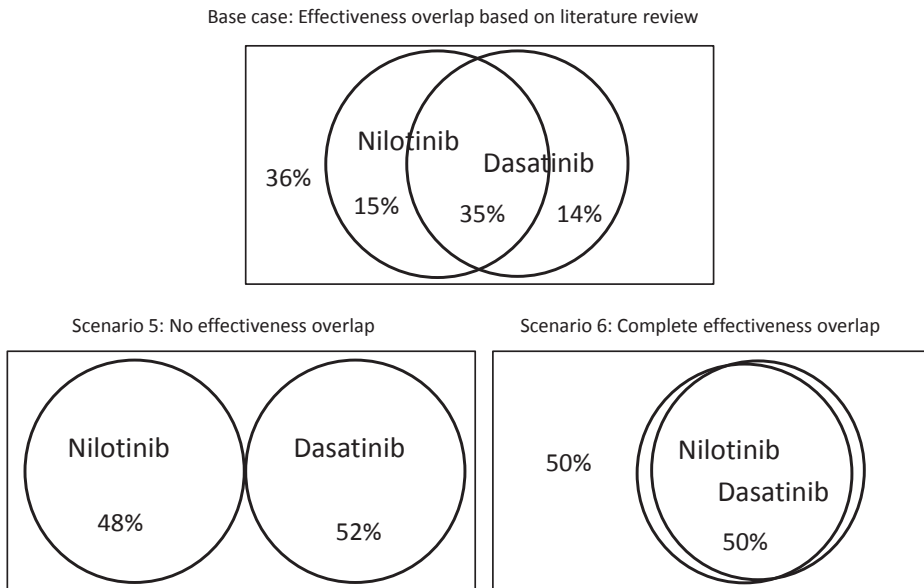 Base case: Effectiveness overlap based on literature review
Nilotinib
Dasatinib
36%
15%
35%
14%
Scenario 5: No effectiveness overlap
Scenario 6: Complete effectiveness overlap
Nilotinib
Dasatinib
48%
52%
50%
Nilotinib
Dasatinib
50%